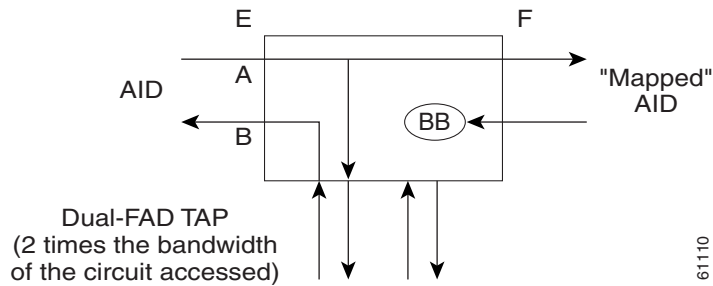 E
F
A
AID
"Mapped"
AID
BB
B
Dual-FAD TAP
(2 times the bandwidth
of the circuit accessed)
61110